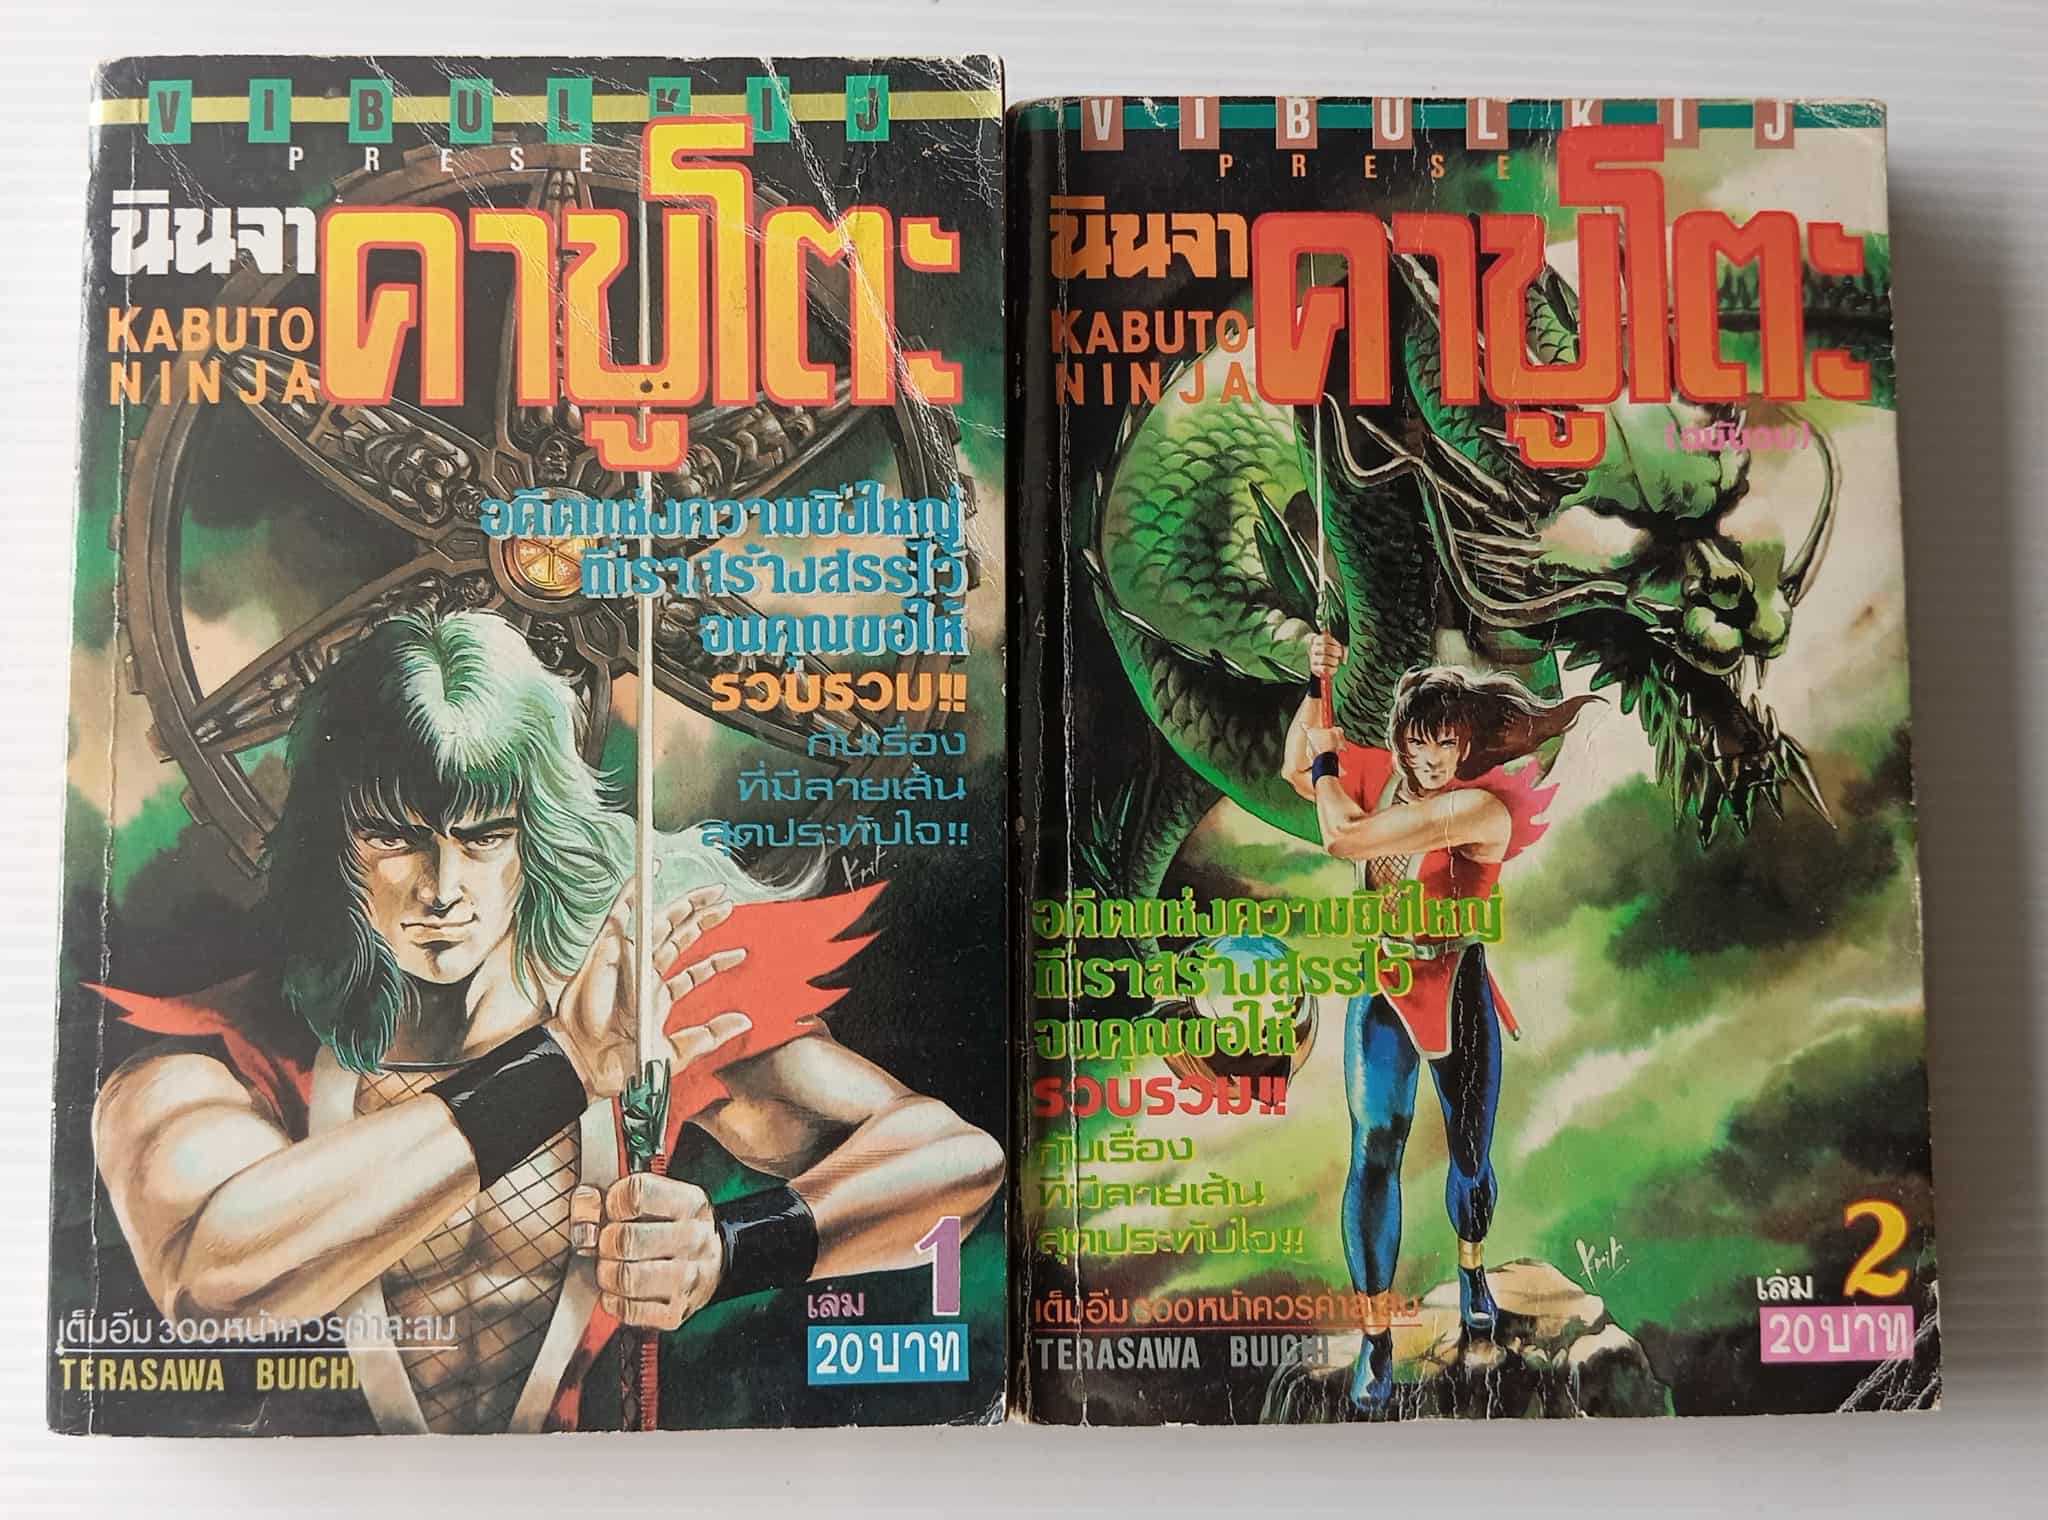 VIBULKIJ
PRESE
นินจา
คาบูโตะ
KABUTO
NINJA
อดีตแห่งความยิ่งใหญ่
ที่เราสร้างสรรไว้
จนคุณขอให้
รวบรวม!!
กับเรื่อง
ที่มีลายเส้น
สุดประทับใจ!!
Krit.
เล่ม 1
20 บาท
เต็มอิ่ม 300 หน้าควรค่าสะสม
TERASAWA BUICHI
VIBULKIJ
PRESE
นินจา
คาบูโตะ
KABUTO
NINJA
(ฉบับจบ)
อดีตแห่งความยิ่งใหญ่
ที่เราสร้างสรรไว้
จนคุณขอให้
รวบรวม!!
กับเรื่อง
ที่มีลายเส้น
สุดประทับใจ!!
Krit.
เล่ม 2
20 บาท
เต็มอิ่ม 300 หน้าควรค่าสะสม
TERASAWA BUICHI